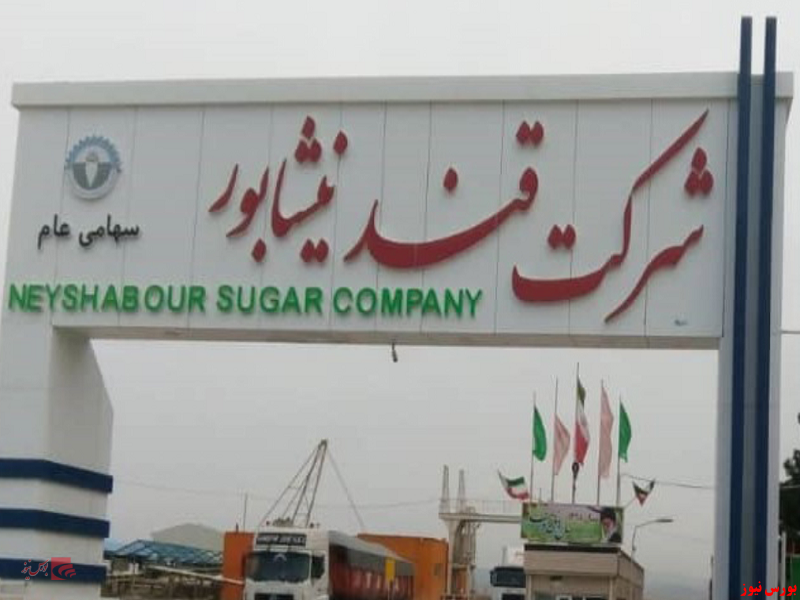 شرکت قند نیشابور
سهامی عام
NEYSHABOUR SUGAR COMPANY
بورس نیوز